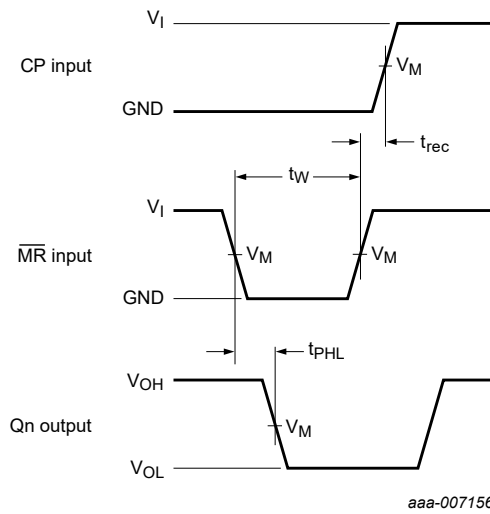 VI
CP input
VM
GND
trec
tW
VI
MR input
VM
VM
GND
tPHL
VOH
Qn output
VM
VOL
aaa-007156